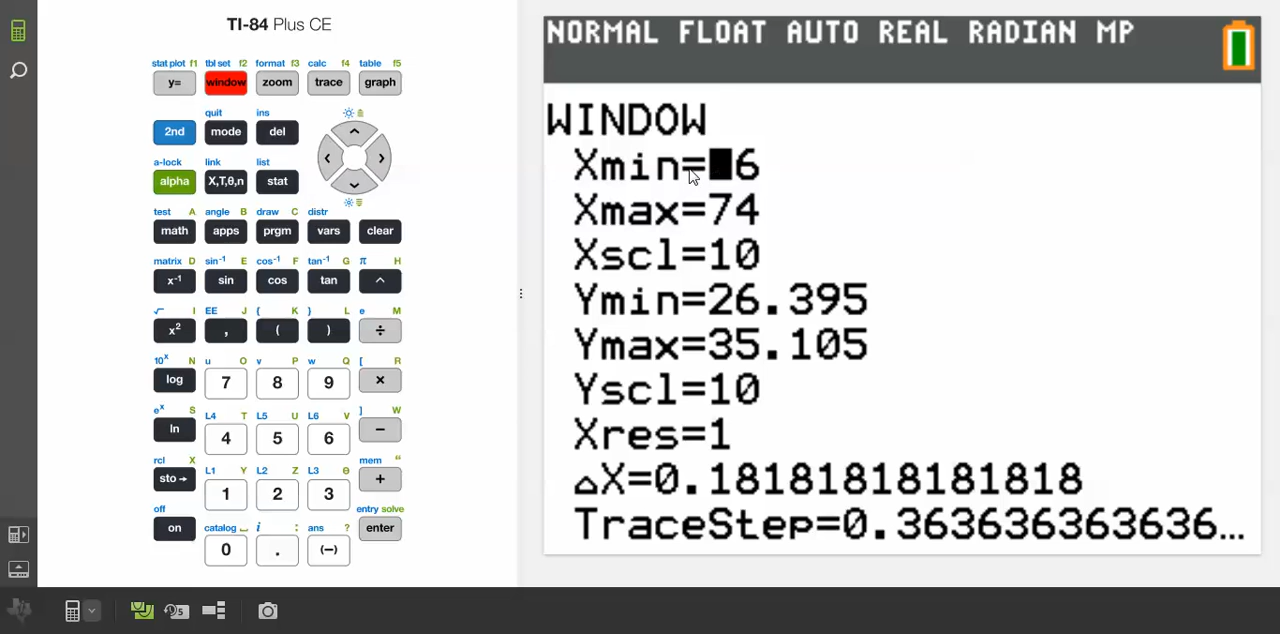 TI-84 Plus CE
stat plot f1 tbl set f2 format f3 calc f4 table f5
y= window zoom trace graph
quit ins
2nd mode del
a-lock link list
alpha X,T,θ,n stat
test A angle B draw C distr
math apps prgm vars clear
matrix D sin⁻¹ E cos⁻¹ F tan⁻¹ G π H
x⁻¹ sin cos tan ^
√ I EE J { K } L e M
x² , ( ) ÷
10ˣ N u O v P w Q [ R
log 7 8 9 ×
eˣ S L4 T L5 U L6 V ] W
ln 4 5 6 −
rcl X L1 Y L2 Z L3 θ mem “
sto→ 1 2 3 +
off catalog ⎵ i : ans ? entry solve
on 0 . (−) enter
NORMAL FLOAT AUTO REAL RADIAN MP
WINDOW
Xmin=6
Xmax=74
Xscl=10
Ymin=26.395
Ymax=35.105
Yscl=10
Xres=1
△X=0.18181818181818
TraceStep=0.363636363636...